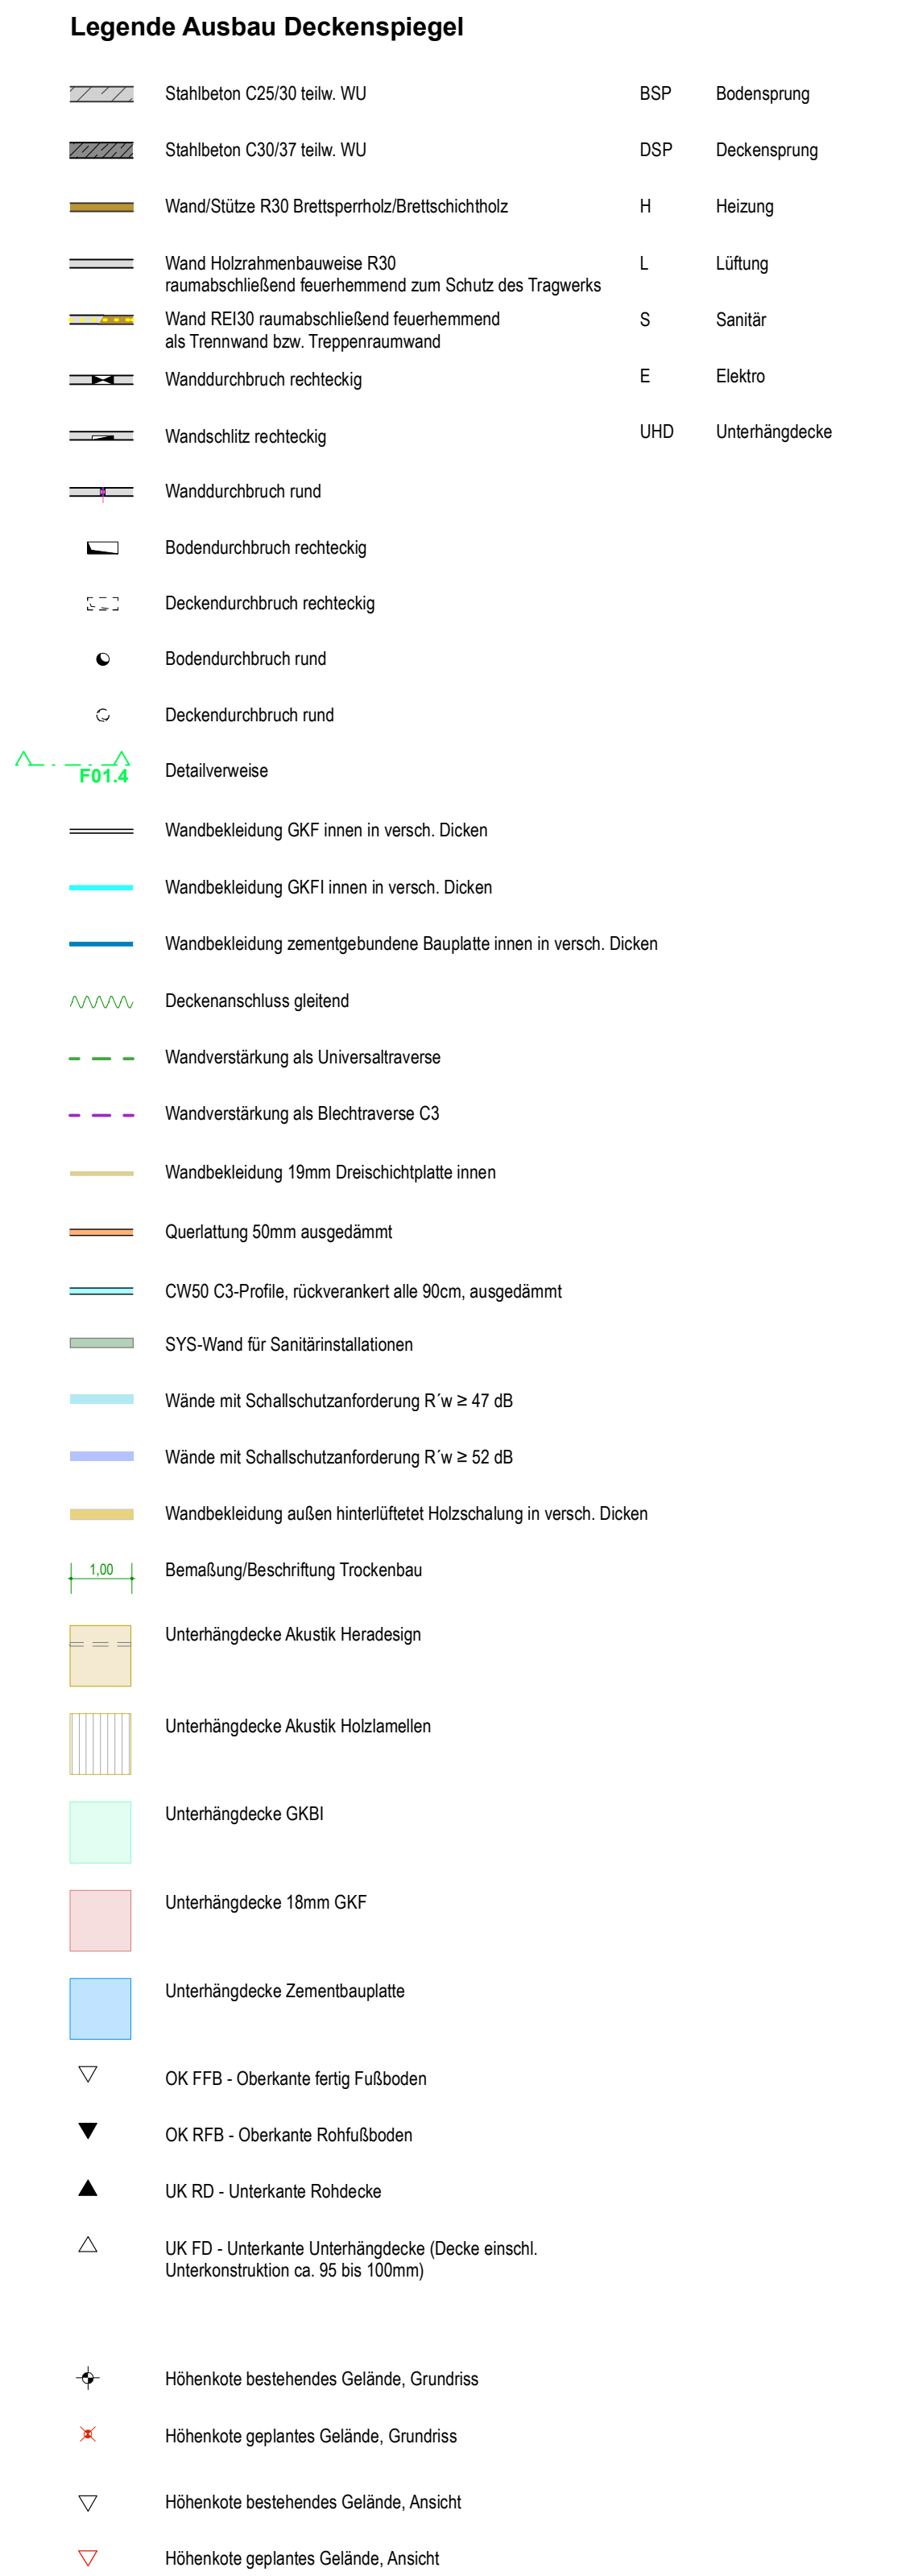 Legende Ausbau Deckenspiegel
Stahlbeton C25/30 teilw. WU
BSP Bodensprung
Stahlbeton C30/37 teilw. WU
DSP Deckensprung
Wand/Stütze R30 Brettsperrholz/Brettschichtholz
H Heizung
Wand Holzrahmenbauweise R30
raumabschließend feuerhemmend zum Schutz des Tragwerks
L Lüftung
Wand REI30 raumabschließend feuerhemmend
als Trennwand bzw. Treppenraumwand
S Sanitär
Wanddurchbruch rechteckig
E Elektro
Wandschlitz rechteckig
UHD Unterhängdecke
Wanddurchbruch rund
Bodendurchbruch rechteckig
Deckendurchbruch rechteckig
Bodendurchbruch rund
Deckendurchbruch rund
F01.4 Detailverweise
Wandbekleidung GKF innen in versch. Dicken
Wandbekleidung GKFI innen in versch. Dicken
Wandbekleidung zementgebundene Bauplatte innen in versch. Dicken
Deckenanschluss gleitend
Wandverstärkung als Universaltraverse
Wandverstärkung als Blechtraverse C3
Wandbekleidung 19mm Dreischichtplatte innen
Querlattung 50mm ausgedämmt
CW50 C3-Profile, rückverankert alle 90cm, ausgedämmt
SYS-Wand für Sanitärinstallationen
Wände mit Schallschutzanforderung R´w ≥ 47 dB
Wände mit Schallschutzanforderung R´w ≥ 52 dB
Wandbekleidung außen hinterlüftetet Holzschalung in versch. Dicken
1,00 Bemaßung/Beschriftung Trockenbau
Unterhängdecke Akustik Heradesign
Unterhängdecke Akustik Holzlamellen
Unterhängdecke GKBI
Unterhängdecke 18mm GKF
Unterhängdecke Zementbauplatte
OK FFB - Oberkante fertig Fußboden
OK RFB - Oberkante Rohfußboden
UK RD - Unterkante Rohdecke
UK FD - Unterkante Unterhängdecke (Decke einschl.
Unterkonstruktion ca. 95 bis 100mm)
Höhenkote bestehendes Gelände, Grundriss
Höhenkote geplantes Gelände, Grundriss
Höhenkote bestehendes Gelände, Ansicht
Höhenkote geplantes Gelände, Ansicht